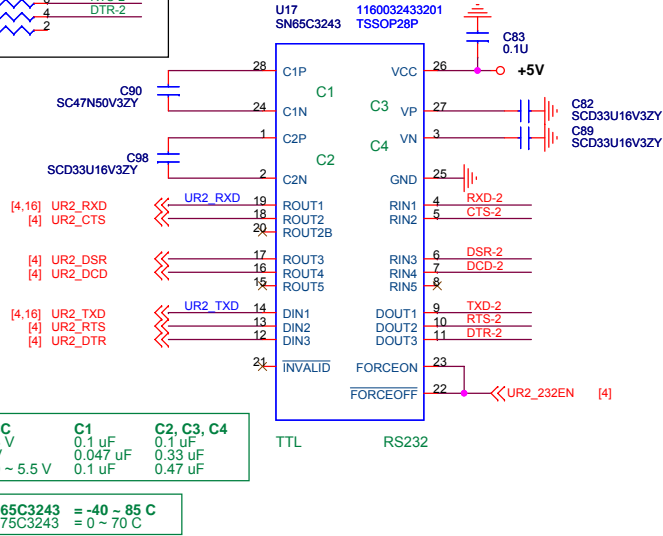 DTR-2
4
2
U17
SN65C3243
1160032433201
TSSOP28P
C83
0.1U
+5V
C90
SC47N50V3ZY
C98
SCD33U16V3ZY
C82
SCD33U16V3ZY
C89
SCD33U16V3ZY
28 C1P VCC 26
C1
24 C1N C3 VP 27
1 C2P C4 VN 3
C2
2 C2N GND 25
[4,16] UR2_RXD UR2_RXD 19 ROUT1 RIN1 4 RXD-2
[4] UR2_CTS 18 ROUT2 RIN2 5 CTS-2
20 ROUT2B
[4] UR2_DSR 17 ROUT3 RIN3 6 DSR-2
[4] UR2_DCD 16 ROUT4 RIN4 7 DCD-2
15 ROUT5 RIN5 8
[4,16] UR2_TXD UR2_TXD 14 DIN1 DOUT1 9 TXD-2
[4] UR2_RTS 13 DIN2 DOUT2 10 RTS-2
[4] UR2_DTR 12 DIN3 DOUT3 11 DTR-2
21 INVALID FORCEON 23
FORCEOFF 22 UR2_232EN [4]
TTL RS232
C C1 C2, C3, C4
V 0.1 uF 0.1 uF
0.047 uF 0.33 uF
~ 5.5 V 0.1 uF 0.47 uF
65C3243 = -40 ~ 85 C
75C3243 = 0 ~ 70 C